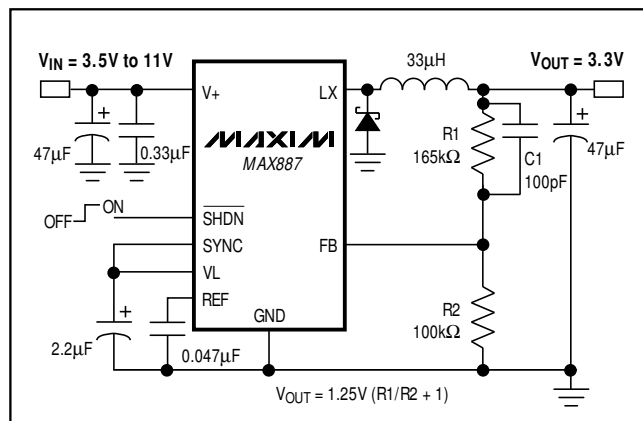 VIN = 3.5V to 11V
33μH
VOUT = 3.3V
V+
LX
MAXIM
MAX887
47μF
0.33μF
R1
165kΩ
C1
100pF
47μF
OFF
ON
SHDN
SYNC
FB
VL
REF
GND
R2
100kΩ
2.2μF
0.047μF
VOUT = 1.25V (R1/R2 + 1)
+
+
+